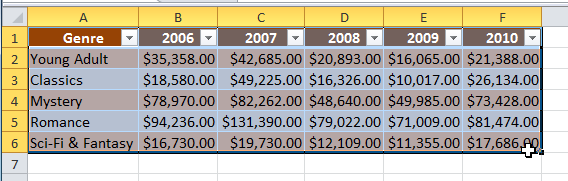 A B C D E F
1 Genre 2006 2007 2008 2009 2010
2 Young Adult $35,358.00 $42,685.00 $20,893.00 $16,065.00 $21,388.00
3 Classics $18,580.00 $49,225.00 $16,326.00 $10,017.00 $26,134.00
4 Mystery $78,970.00 $82,262.00 $48,640.00 $49,985.00 $73,428.00
5 Romance $94,236.00 $131,390.00 $79,022.00 $71,009.00 $81,474.00
6 Sci-Fi & Fantasy $16,730.00 $19,730.00 $12,109.00 $11,355.00 $17,686.00
7